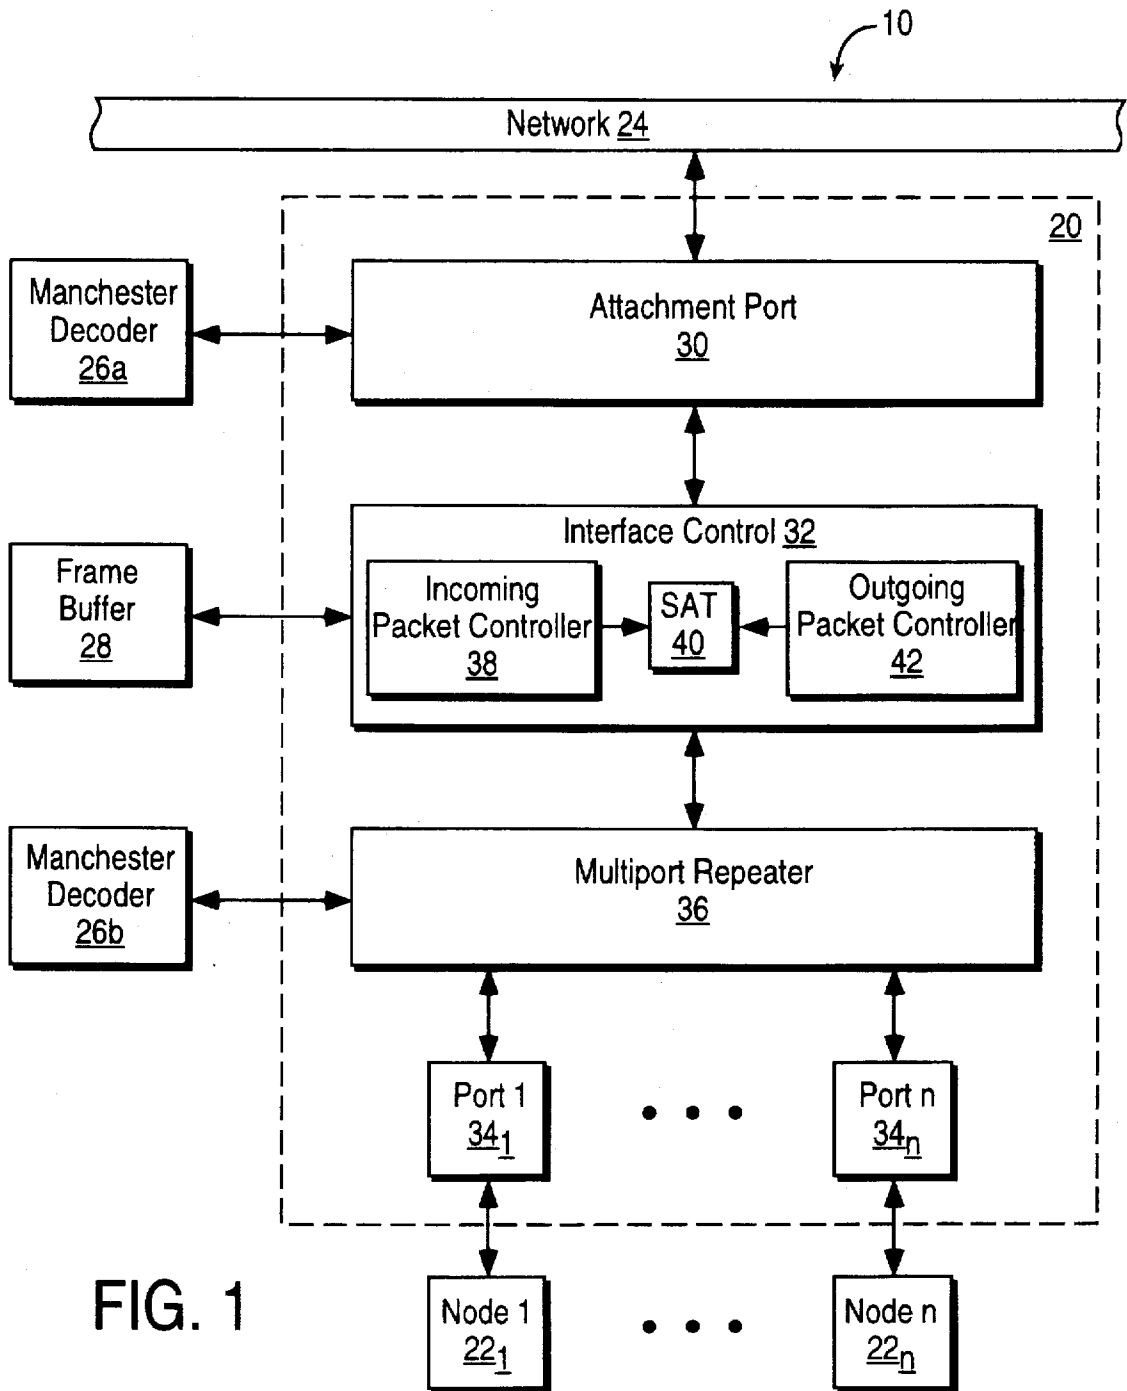 10
Network 24
20
Manchester
Decoder
26a
Attachment Port
30
Frame
Buffer
28
Interface Control 32
Incoming
Packet Controller
38
SAT
40
Outgoing
Packet Controller
42
Manchester
Decoder
26b
Multiport Repeater
36
Port 1
34₁
Port n
34ₙ
Node 1
22₁
Node n
22ₙ
FIG. 1